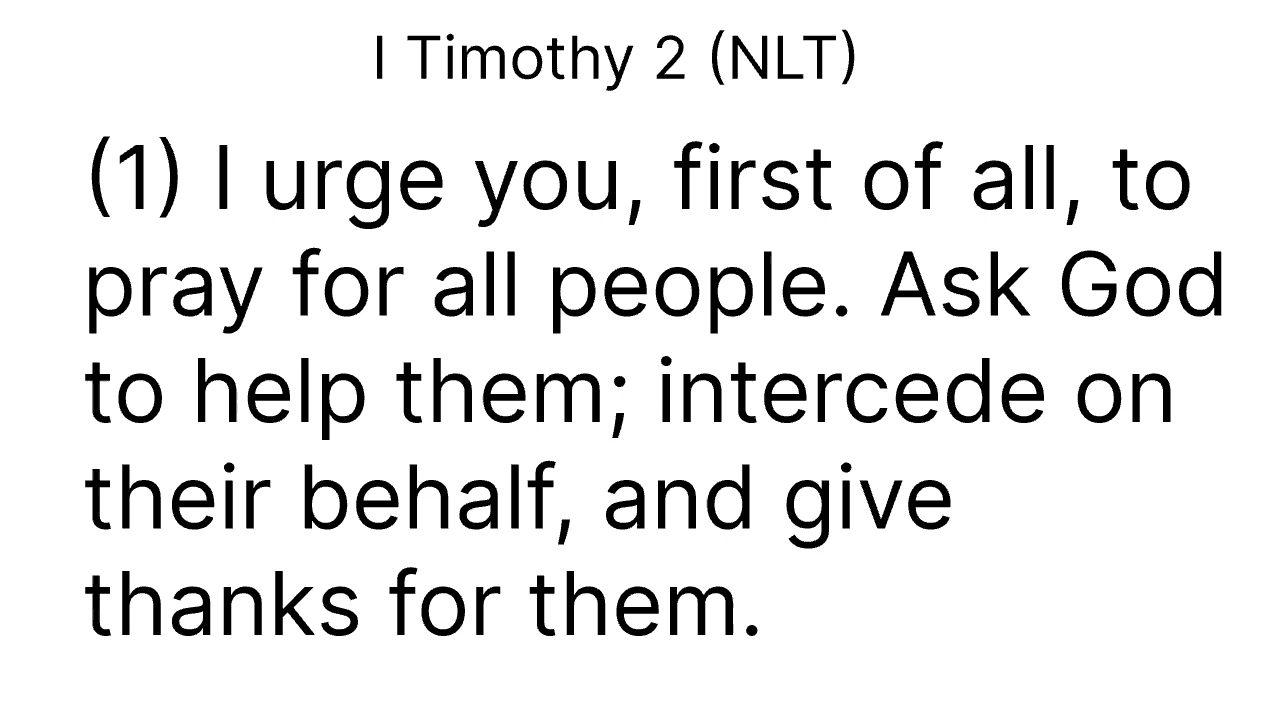 I Timothy 2 (NLT)
(1) I urge you, first of all, to
pray for all people. Ask God
to help them; intercede on
their behalf, and give
thanks for them.